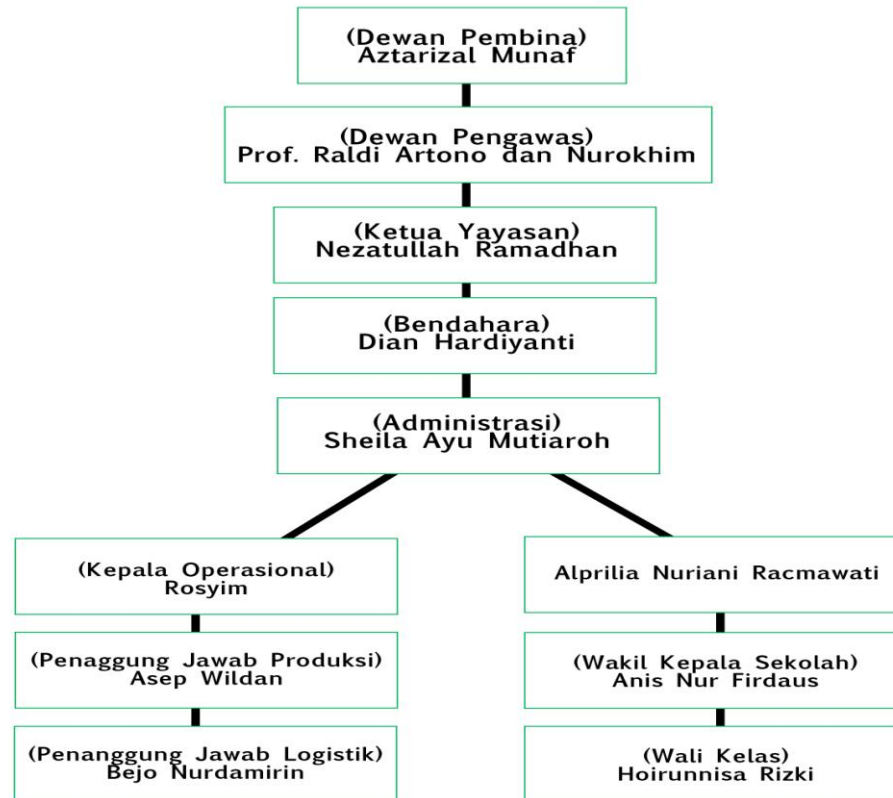 (Dewan Pembina)
Aztarizal Munaf
(Dewan Pengawas)
Prof. Raldi Artono dan Nurokhim
(Ketua Yayasan)
Nezatullah Ramadhan
(Bendahara)
Dian Hardiyanti
(Administrasi)
Sheila Ayu Mutiaroh
(Kepala Operasional)
Rosyim
Alprilia Nuriani Racmawati
(Penaggung Jawab Produksi)
Asep Wildan
(Wakil Kepala Sekolah)
Anis Nur Firdaus
(Penanggung Jawab Logistik)
Bejo Nurdamirin
(Wali Kelas)
Hoirunnisa Rizki